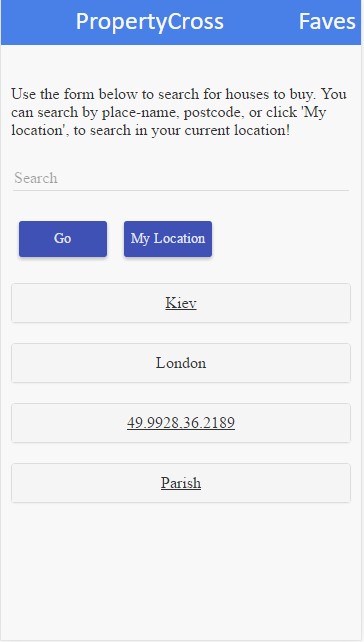 PropertyCross Faves
Use the form below to search for houses to buy. You
can search by place-name, postcode, or click 'My
location', to search in your current location!
Search
Go My Location
Kiev
London
49.9928.36.2189
Parish